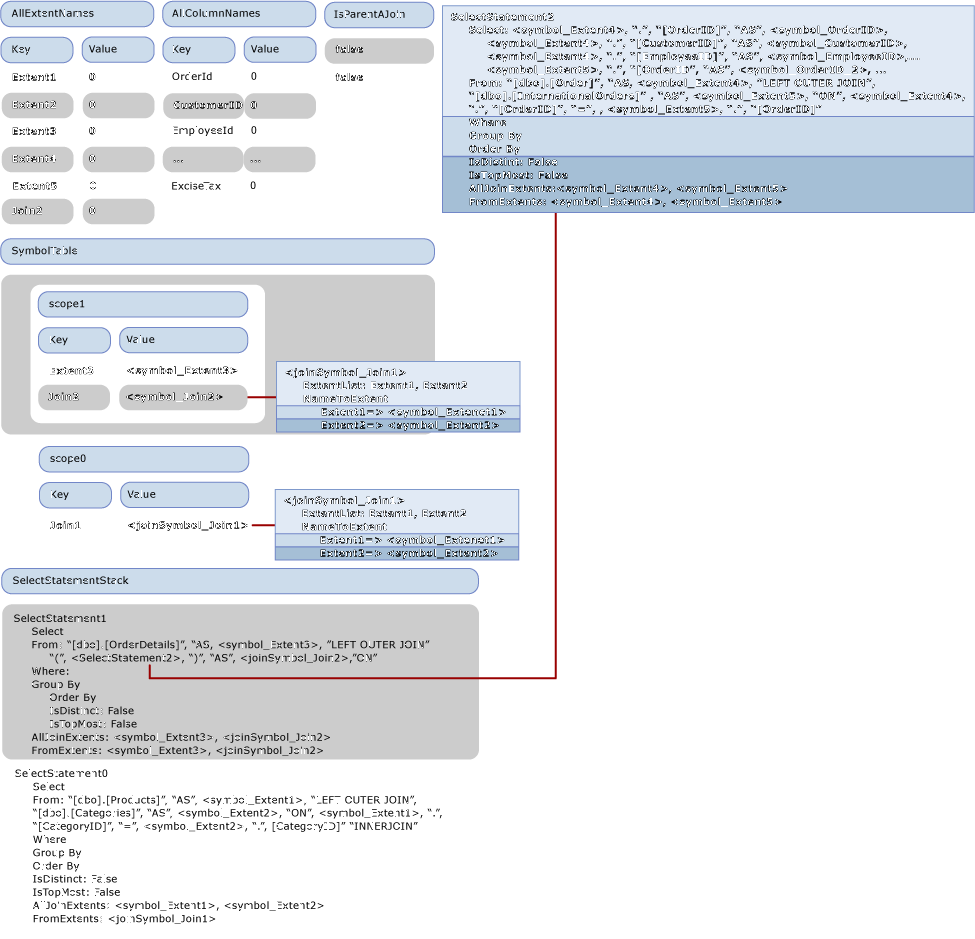 AllExtentNames
AllColumnNames
IsParentAJoin
Key Value Key Value false
Extent1 0 OrderId 0 false
Extent2 0 CustomerID 0
Extent3 0 EmployeeId 0
Extent4 0 ... ...
Extent5 0 ExciseTax 0
Join2 0
SelectStatement2
Select: <symbol_Extent4>, ".", "[OrderID]", "AS", <symbol_OrderID>,
<symbol_Extent4>, ".", "[CustomerID]", "AS", <symbol_CustomerID>,
<symbol_Extent4>, ".", "[EmployeeID]", "AS", <symbol_EmployeeID>,....
<symbol_Extent5>, ".", "[OrderID", "AS", <symbol_OrderID_2>, ...
From: "[dbo].[Order]", "AS, <symbol_Extent4>, "LEFT OUTER JOIN",
"[dbo].[InternationalOrders]" , "AS", <symbol_Extent5>, "ON", <symbol_Extent4>,
".", "[OrderID]", "=", , <symbol_Extent5>, ".", "[OrderID]"
Where
Group By
Order By
IsDistint: False
IsTopMost: False
AllJoinExtents:<symbol_Extent4>, <symbol_Extent5>
FromExtents: <symbol_Extent4>, <symbol_Extent5>
SymbolTable
scope1
Key Value
Extent3 <symbol_Extent3>
Join2 <symbol_Join2>
<joinSymbol_Join1>
ExtentList: Extent1, Extent2
NameToExtent
Extent1=> <symbol_Extenet1>
Extent2=> <symbol_Extent2>
scope0
Key Value
Join1 <joinSymbol_Join1>
<joinSymbol_Join1>
ExtentList: Extent1, Extent2
NameToExtent
Extent1=> <symbol_Extenet1>
Extent2=> <symbol_Extent2>
SelectStatementStack
SelectStatement1
Select
From: "[dbo].[OrderDetails]", "AS, <symbol_Extent3>, "LEFT OUTER JOIN"
"(", <SelectStatement2>, ")", "AS", <joinSymbol_Join2>,"ON"
Where:
Group By
Order By
IsDistinct: False
IsTopMost: False
AllJoinExtents: <symbol_Extent3>, <joinSymbol_Join2>
FromExtents: <symbol_Extent3>, <joinSymbol_Join2>
SelectStatement0
Select
From: "[dbo].[Products]", "AS", <symbol_Extent1>, "LEFT OUTER JOIN",
"[dbo].[Categories]", "AS", <symbol_Extent2>, "ON", <symbol_Extent1>, ".",
"[CategoryID]", "=", <symbol_Extent2>, ".", [CategoryID]" "INNERJOIN"
Where
Group By
Order By
IsDistinct: False
IsTopMost: False
AllJoinExtents: <symbol_Extent1>, <symbol_Extent2>
FromExtents: <joinSymbol_Join1>